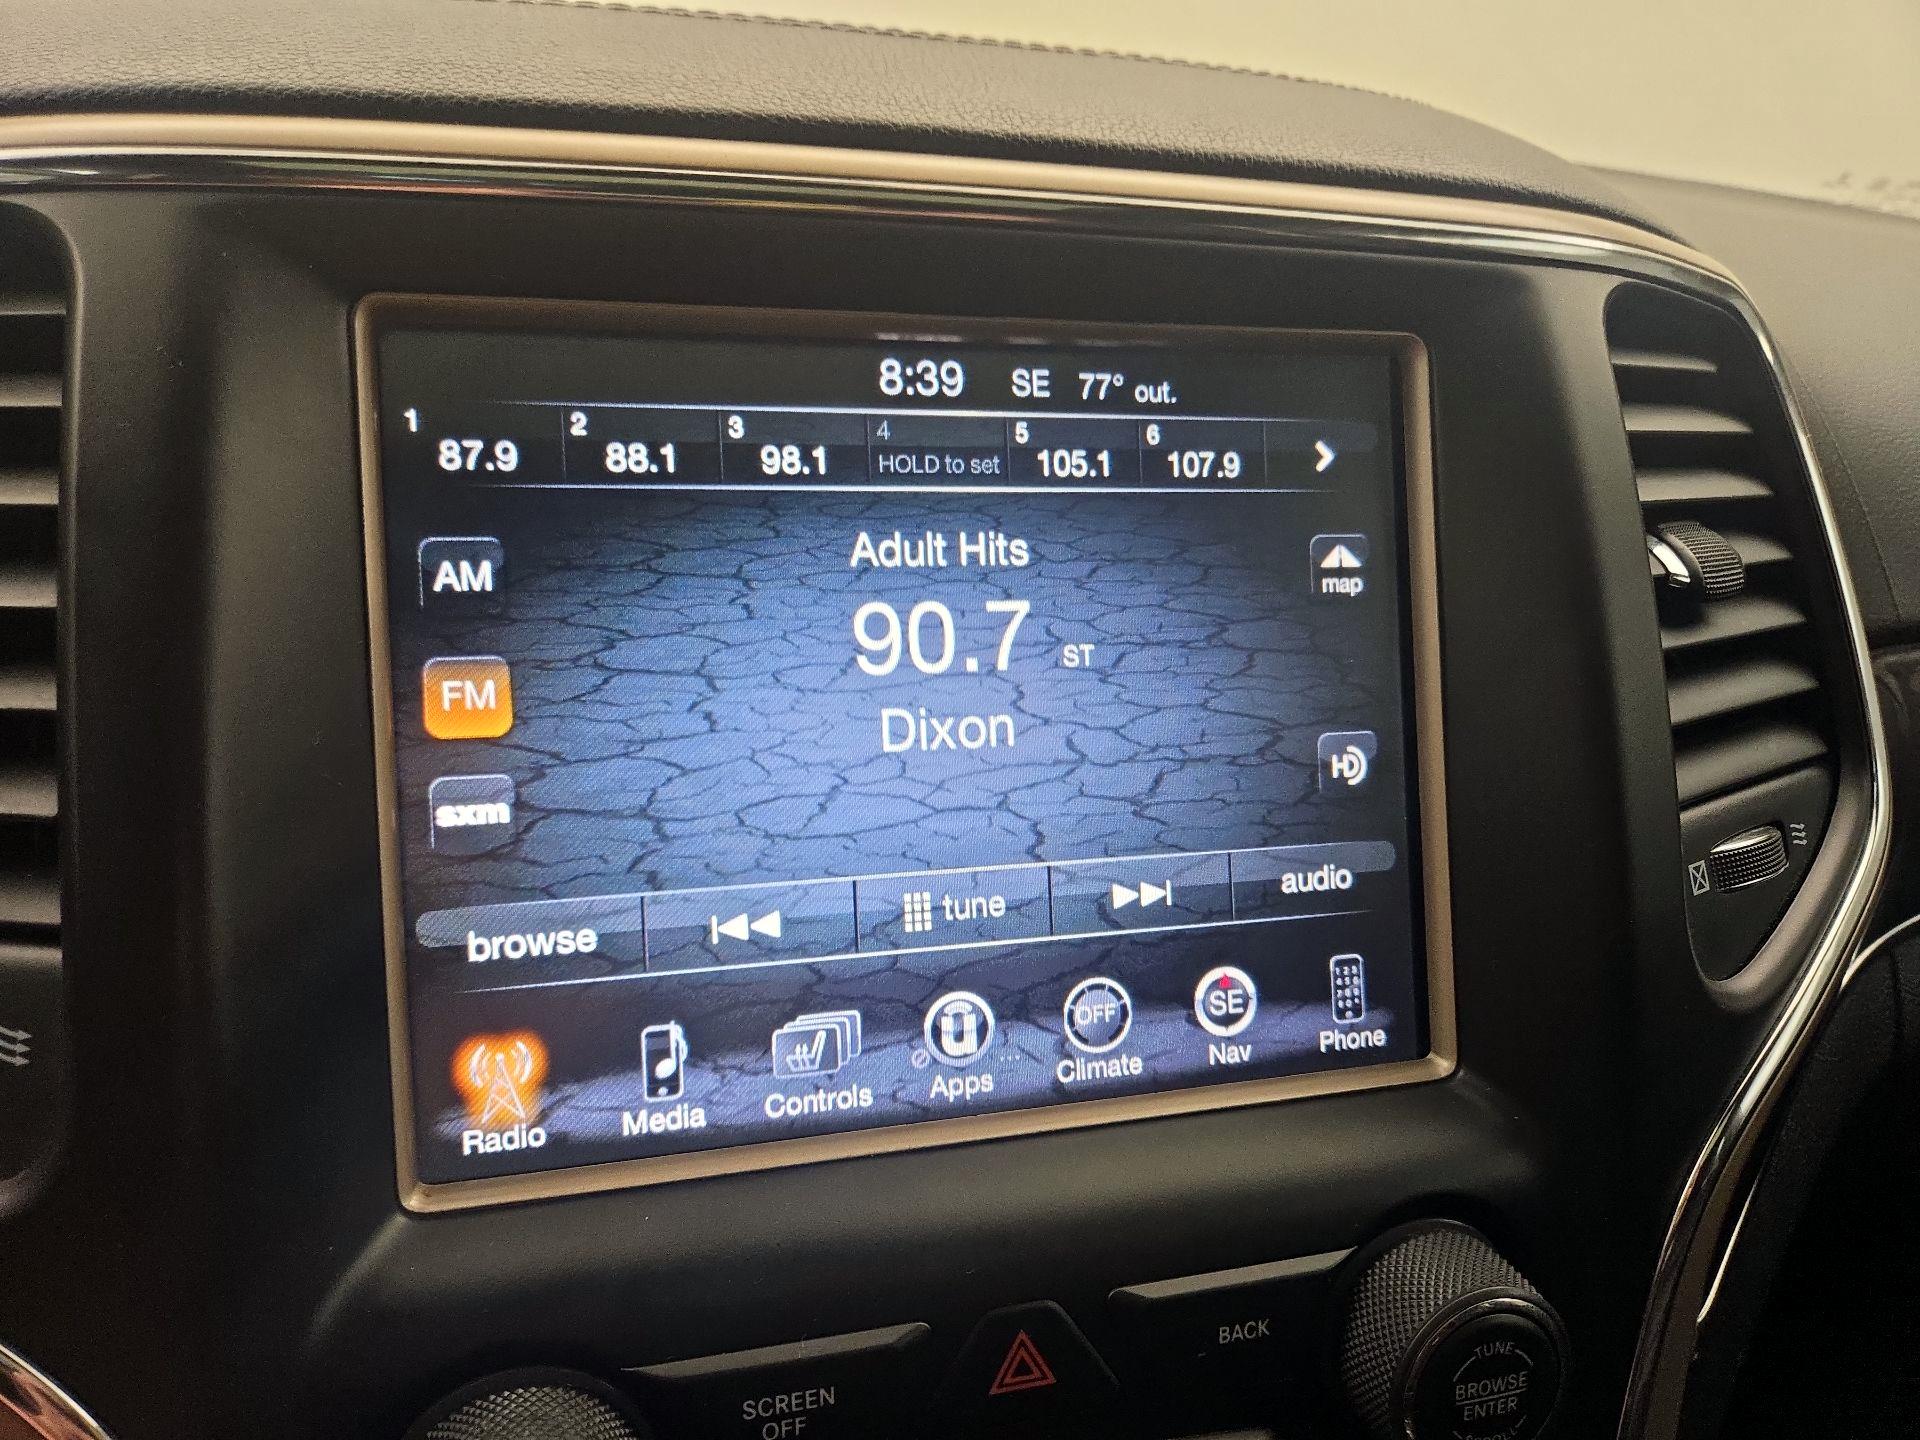 8:39 SE 77° out.
1 2 3 4 5 6
87.9 88.1 98.1 HOLD to set 105.1 107.9
AM
Adult Hits
map
90.7 ST
FM
Dixon
HD
sxm
browse tune audio
OFF SE
Radio Media Controls Apps Climate Nav Phone
BACK
SCREEN
OFF
TUNE
BROWSE
ENTER
SCROLL